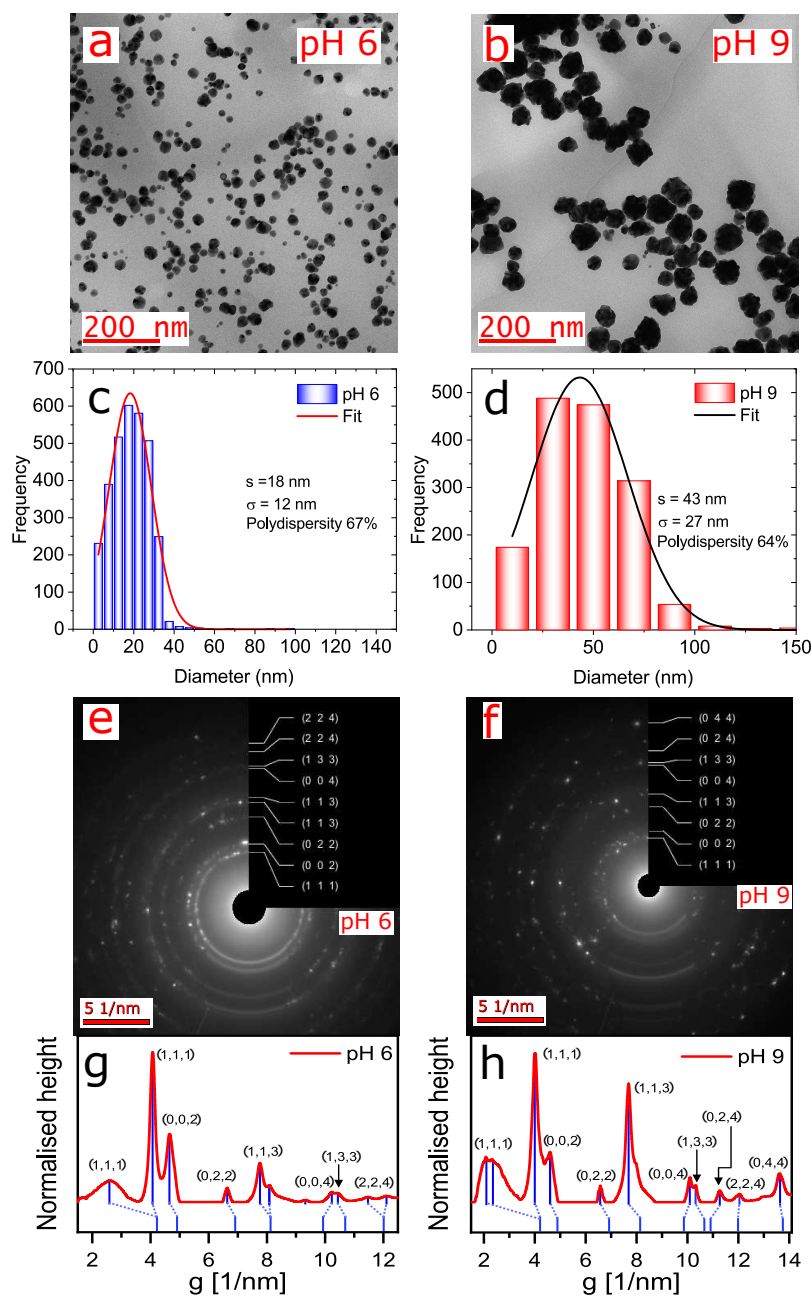 a
pH 6
200 nm
b
pH 9
200 nm
c
pH 6
Fit
s =18 nm
σ = 12 nm
Polydispersity 67%
700
600
500
400
300
200
100
0
Frequency
0 20 40 60 80 100 120 140
Diameter (nm)
d
pH 9
Fit
s = 43 nm
σ = 27 nm
Polydispersity 64%
500
400
300
200
100
0
Frequency
0 50 100 150
Diameter (nm)
e
(2 2 4)
(2 2 4)
(1 3 3)
(0 0 4)
(1 1 3)
(1 1 3)
(0 2 2)
(0 0 2)
(1 1 1)
pH 6
5 1/nm
f
(0 4 4)
(0 2 4)
(1 3 3)
(0 0 4)
(1 1 3)
(0 2 2)
(0 0 2)
(1 1 1)
pH 9
5 1/nm
g
pH 6
Normalised height
(1,1,1)
(1,1,1)
(0,0,2)
(0,2,2)
(1,1,3)
(0,0,4)
(1,3,3)
(2,2,4)
2 4 6 8 10 12
g [1/nm]
h
pH 9
Normalised height
(1,1,1)
(1,1,1)
(0,0,2)
(0,2,2)
(1,1,3)
(0,0,4)
(1,3,3)
(0,2,4)
(2,2,4)
(0,4,4)
2 4 6 8 10 12 14
g [1/nm]